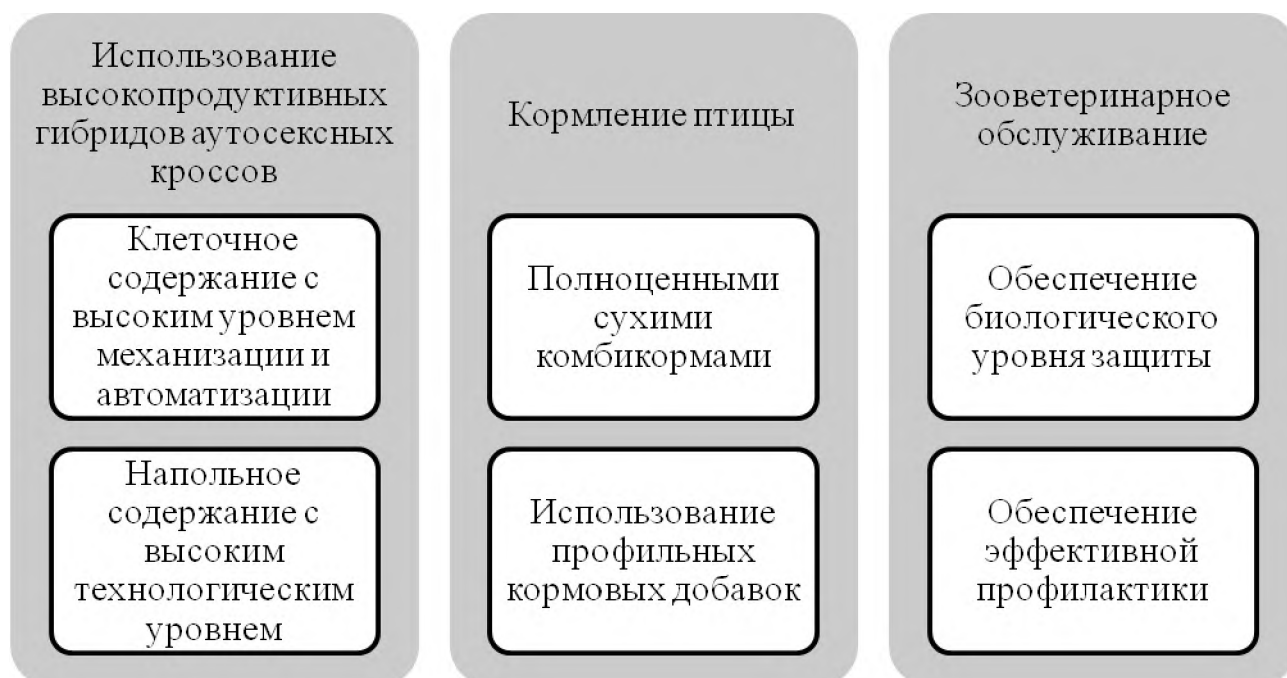 Использование
высокопродуктивных
гибридов аутосексных
кроссов
Клеточное
содержание с
высоким уровнем
механизации и
автоматизации
Напольное
содержание с
высоким
технологическим
уровнем
Кормление птицы
Полноценными
сухими
комбикормами
Использование
профильных
кормовых добавок
Зооветеринарное
обслуживание
Обеспечение
биологического
уровня защиты
Обеспечение
эффективной
профилактики